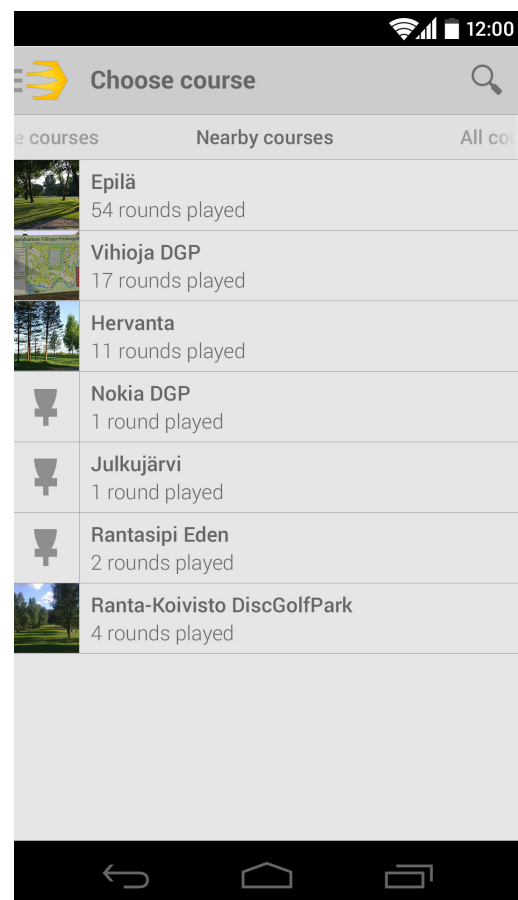 12:00
Choose course
e courses Nearby courses All cou
Epilä
54 rounds played
Vihioja DGP
17 rounds played
Hervanta
11 rounds played
Nokia DGP
1 round played
Julkujärvi
1 round played
Rantasipi Eden
2 rounds played
Ranta-Koivisto DiscGolfPark
4 rounds played